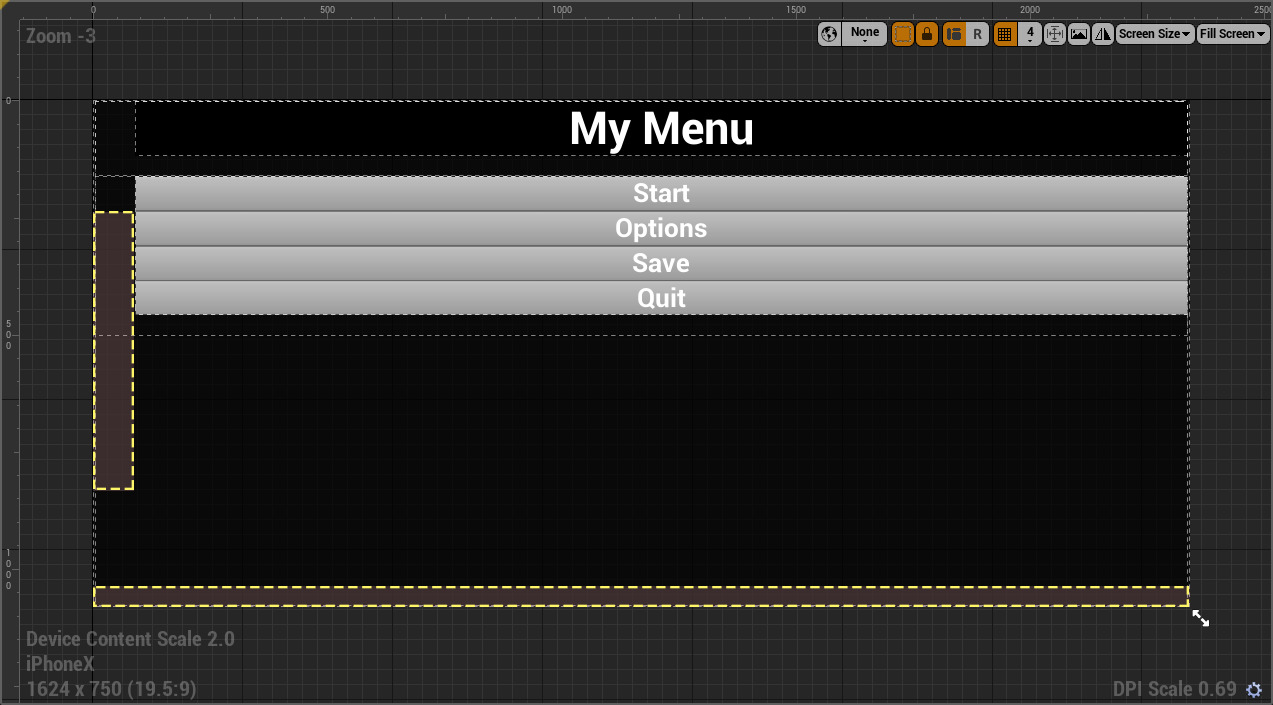 0 500 1000 1500 2000 2500
Zoom -3
None R 4 Screen Size Fill Screen
0
My Menu
Start
Options
Save
Quit
500
1000
Device Content Scale 2.0
iPhoneX
1624 x 750 (19.5:9)
DPI Scale 0.69